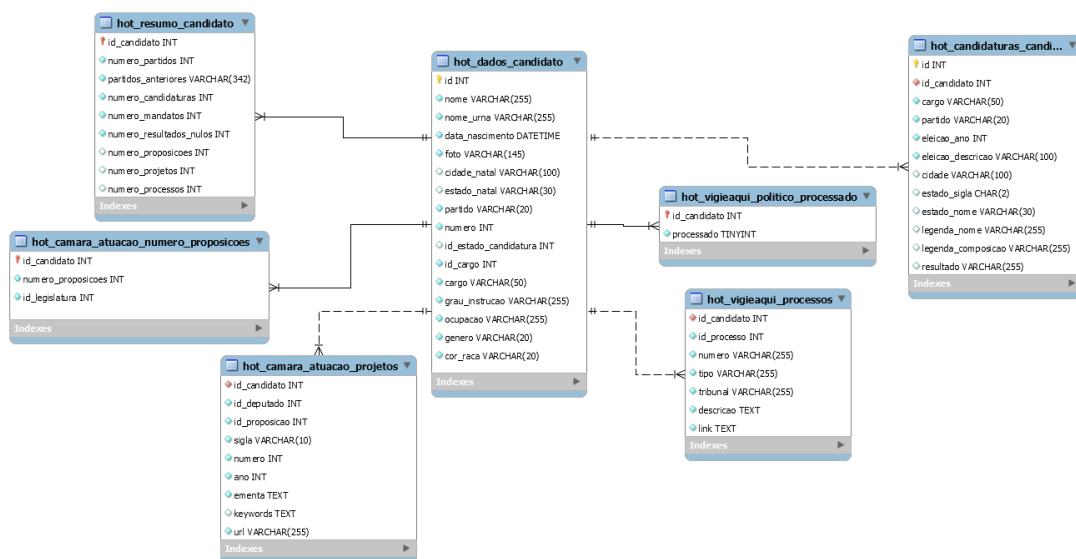 hot_resumo_candidato
id_candidato INT
numero_partidos INT
partidos_anteriores VARCHAR(342)
numero_candidaturas INT
numero_mandatos INT
numero_resultados_nulos INT
numero_proposicoes INT
numero_projetos INT
numero_processos INT
Indexes
hot_camara_atuacao_numero_proposicoes
id_candidato INT
numero_proposicoes INT
id_legislatura INT
Indexes
hot_camara_atuacao_projetos
id_candidato INT
id_deputado INT
id_proposicao INT
sigla VARCHAR(10)
numero INT
ano INT
ementa TEXT
keywords TEXT
url VARCHAR(255)
Indexes
hot_dados_candidato
id INT
nome VARCHAR(255)
nome_urna VARCHAR(255)
data_nascimento DATETIME
foto VARCHAR(145)
cidade_natal VARCHAR(100)
estado_natal VARCHAR(30)
partido VARCHAR(20)
numero INT
id_estado_candidatura INT
id_cargo INT
cargo VARCHAR(50)
grau_instrucao VARCHAR(255)
ocupacao VARCHAR(255)
genero VARCHAR(20)
cor_raca VARCHAR(20)
Indexes
hot_vigieaqui_politico_processado
id_candidato INT
processado TINYINT
Indexes
hot_vigieaqui_processos
id_candidato INT
id_processo INT
numero VARCHAR(255)
tipo VARCHAR(255)
tribunal VARCHAR(255)
descricao TEXT
link TEXT
Indexes
hot_candidaturas_candi...
id INT
id_candidato INT
cargo VARCHAR(50)
partido VARCHAR(20)
eleicao_ano INT
eleicao_descricao VARCHAR(100)
cidade VARCHAR(100)
estado_sigla CHAR(2)
estado_nome VARCHAR(30)
legenda_nome VARCHAR(255)
legenda_composicao VARCHAR(255)
resultado VARCHAR(255)
Indexes